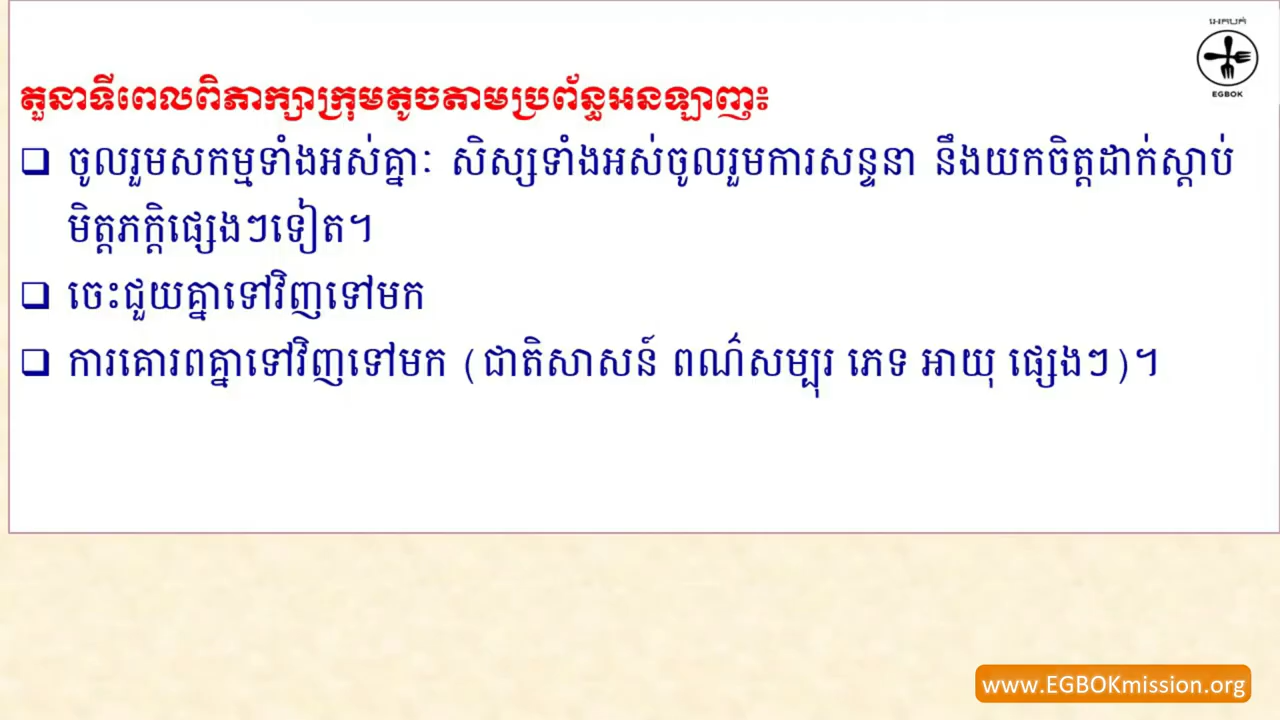 អេគបក់
EGBOK
តួនាទីពេលពិភាក្សាក្រុមតូចតាមប្រព័ន្ធអនឡាញ៖
ចូលរួមសកម្មទាំងអស់គ្នា: សិស្សទាំងអស់ចូលរួមការសន្ទនា នឹងយកចិត្តដាក់ស្តាប់
មិត្តភក្តិផ្សេងៗទៀត។
ចេះជួយគ្នាទៅវិញទៅមក
ការគោរពគ្នាទៅវិញទៅមក (ជាតិសាសន៍ ពណ៌សម្បុរ ភេទ អាយុ ផ្សេងៗ)។
www.EGBOKmission.org